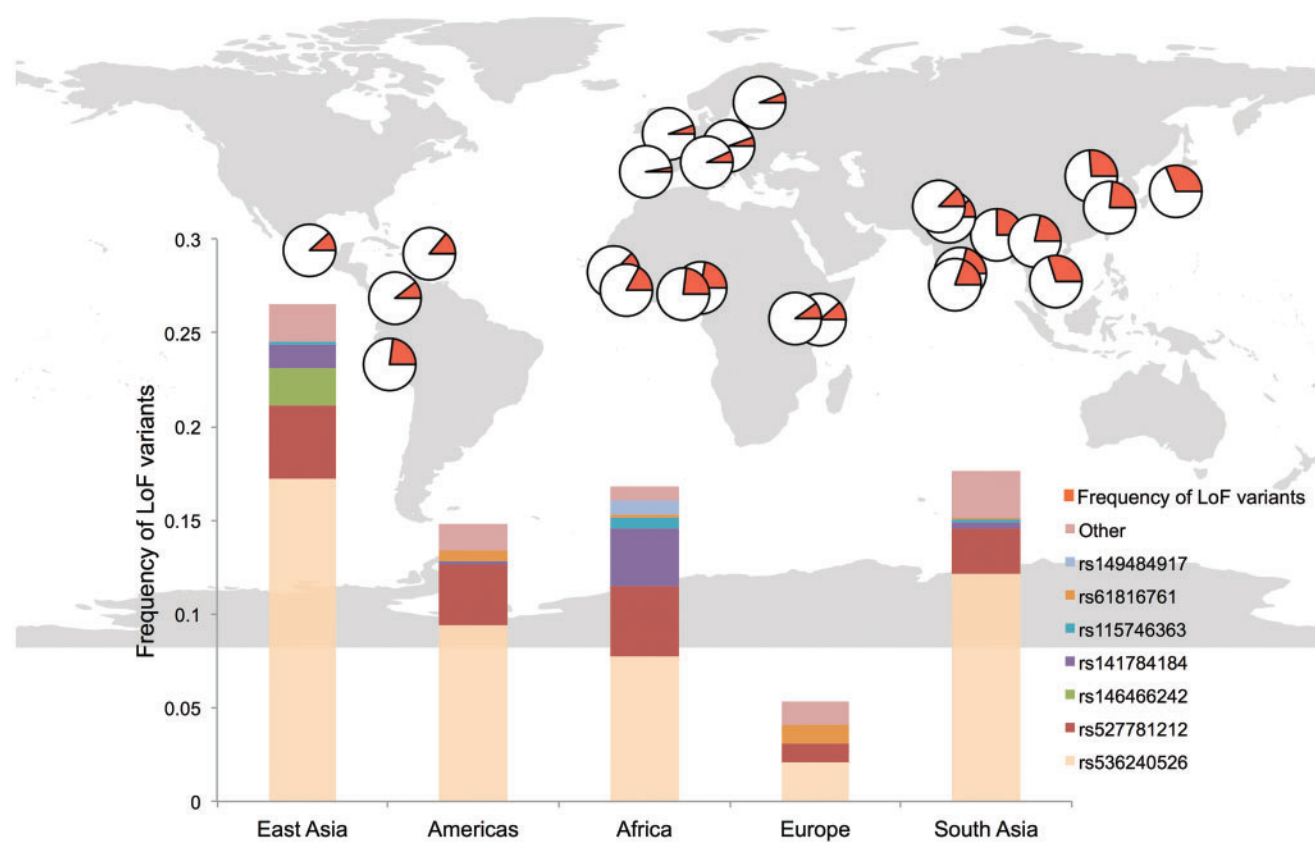 0.3
0.25
0.2
0.15
0.1
0.05
0
Frequency of LoF variants
East Asia
Americas
Africa
Europe
South Asia
Frequency of LoF variants
Other
rs149484917
rs61816761
rs115746363
rs141784184
rs146466242
rs527781212
rs536240526